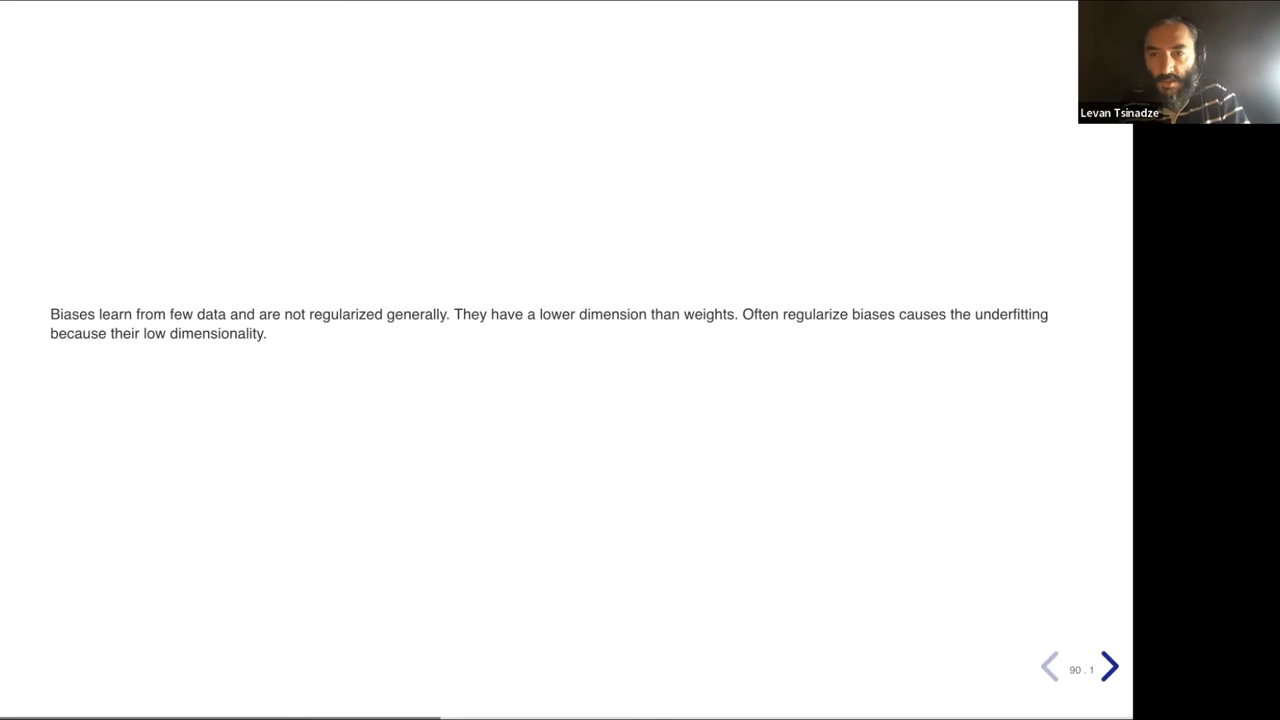 Levan Tsinadze
Biases learn from few data and are not regularized generally. They have a lower dimension than weights. Often regularize biases causes the underfitting
because their low dimensionality.
90 . 1